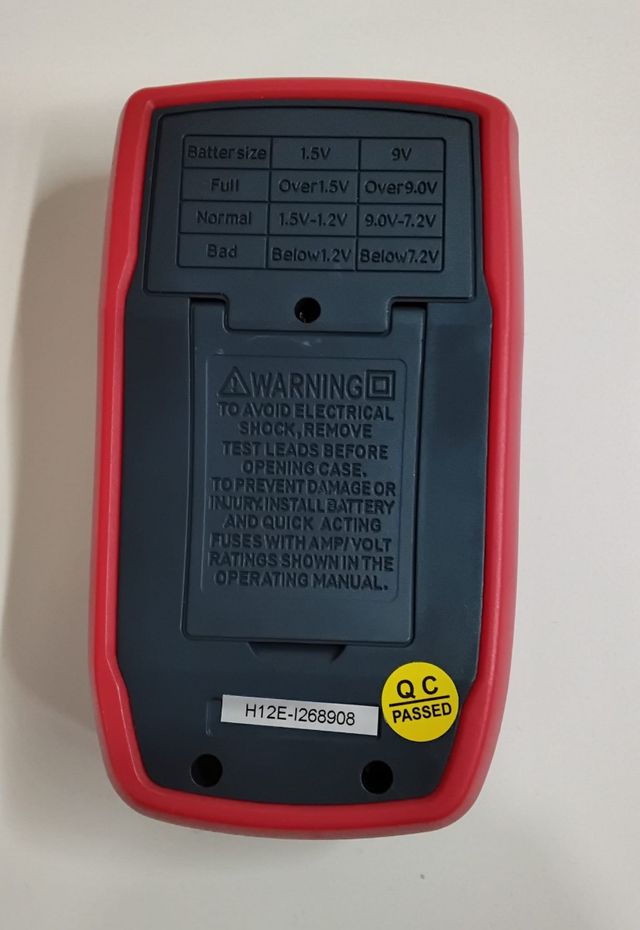 Battersize 1.5V 9V
Full Over1.5V Over9.0V
Normal 1.5V-1.2V 9.0V-7.2V
Bad Below1.2V Below7.2V
WARNING
TO AVOID ELECTRICAL
SHOCK, REMOVE
TEST LEADS BEFORE
OPENING CASE.
TO PREVENT DAMAGE OR
INJURY.INSTALL BATTERY
AND QUICK ACTING
FUSES WITH AMP/VOLT
RATINGS SHOWN IN THE
OPERATING MANUAL.
H12E-I268908
QC
PASSED